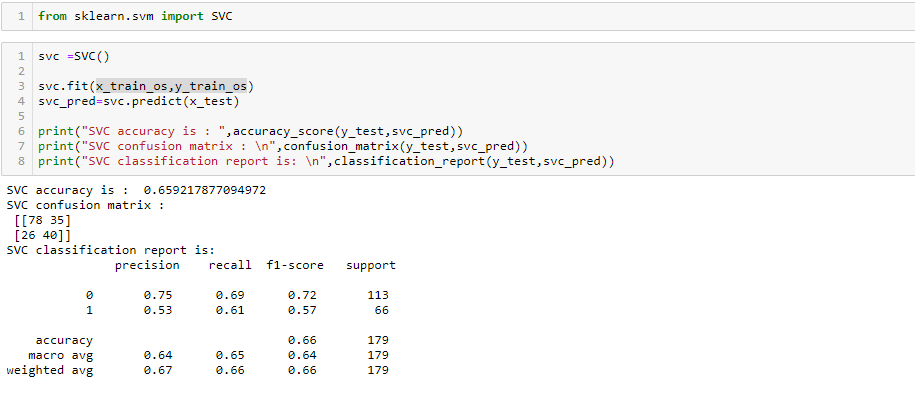 1 from sklearn.svm import SVC
1 svc =SVC()
2
3 svc.fit(x_train_os,y_train_os)
4 svc_pred=svc.predict(x_test)
5
6 print("SVC accuracy is : ",accuracy_score(y_test,svc_pred))
7 print("SVC confusion matrix : \n",confusion_matrix(y_test,svc_pred))
8 print("SVC classification report is: \n",classification_report(y_test,svc_pred))
SVC accuracy is :  0.659217877094972
SVC confusion matrix :
 [[78 35]
 [26 40]]
SVC classification report is:
               precision    recall  f1-score   support

           0       0.75      0.69      0.72       113
           1       0.53      0.61      0.57        66

    accuracy                           0.66       179
   macro avg       0.64      0.65      0.64       179
weighted avg       0.67      0.66      0.66       179